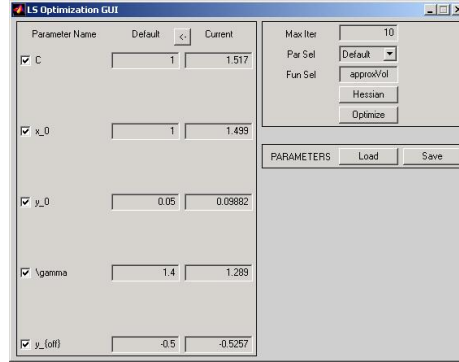 LS Optimization GUI
Parameter Name Default <- Current
C 1 1.517
x_0 1 1.499
y_0 0.05 0.09882
\gamma 1.4 1.289
y_{off} -0.5 -0.5257
Max Iter 10
Par Sel Default
Fun Sel approxVol
Hessian
Optimize
PARAMETERS Load Save